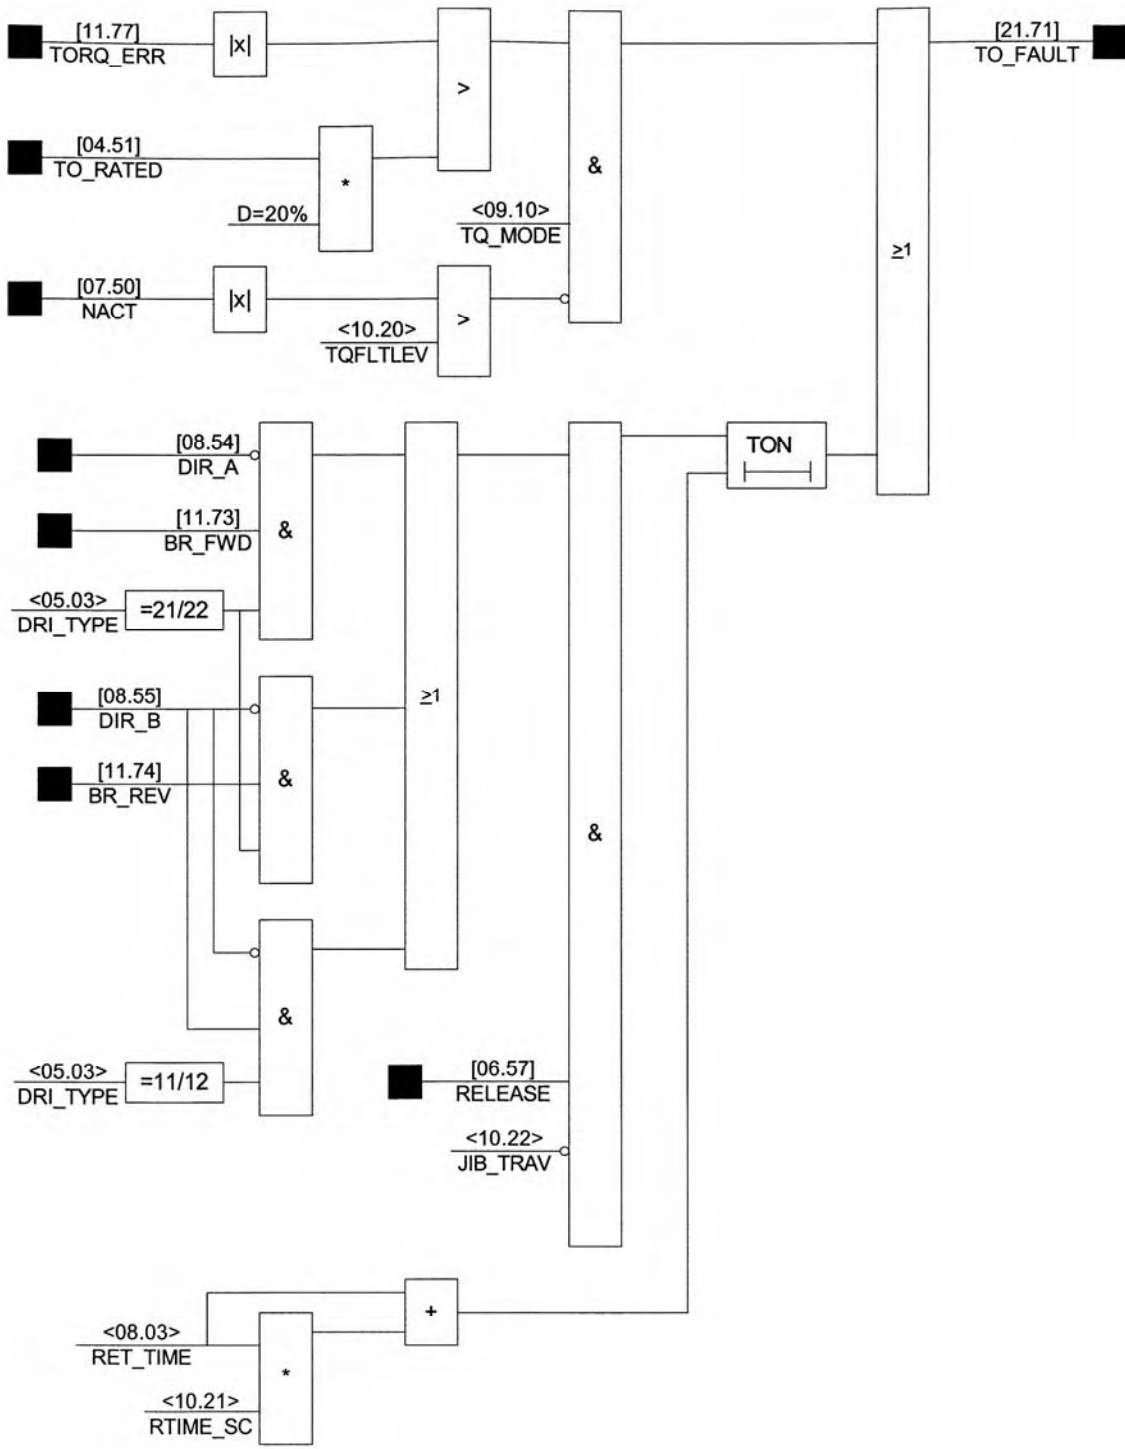 [11.77]
TORQ_ERR
|x|
>
&
≥1
[21.71]
TO_FAULT
[04.51]
TO_RATED
*
D=20%
<09.10>
TQ_MODE
[07.50]
NACT
|x|
>
<10.20>
TQFLTLEV
[08.54]
DIR_A
[11.73]
BR_FWD
&
<05.03>
DRI_TYPE
=21/22
TON
[08.55]
DIR_B
[11.74]
BR_REV
&
≥1
&
&
<05.03>
DRI_TYPE
=11/12
[06.57]
RELEASE
<10.22>
JIB_TRAV
+
<08.03>
RET_TIME
*
<10.21>
RTIME_SC